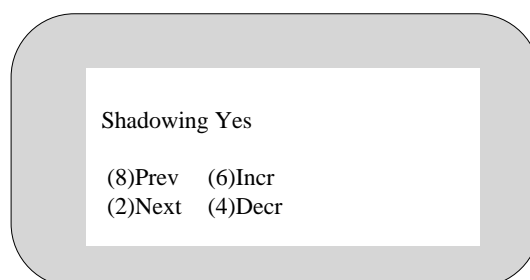 Shadowing Yes
(8)Prev (6)Incr
(2)Next (4)Decr